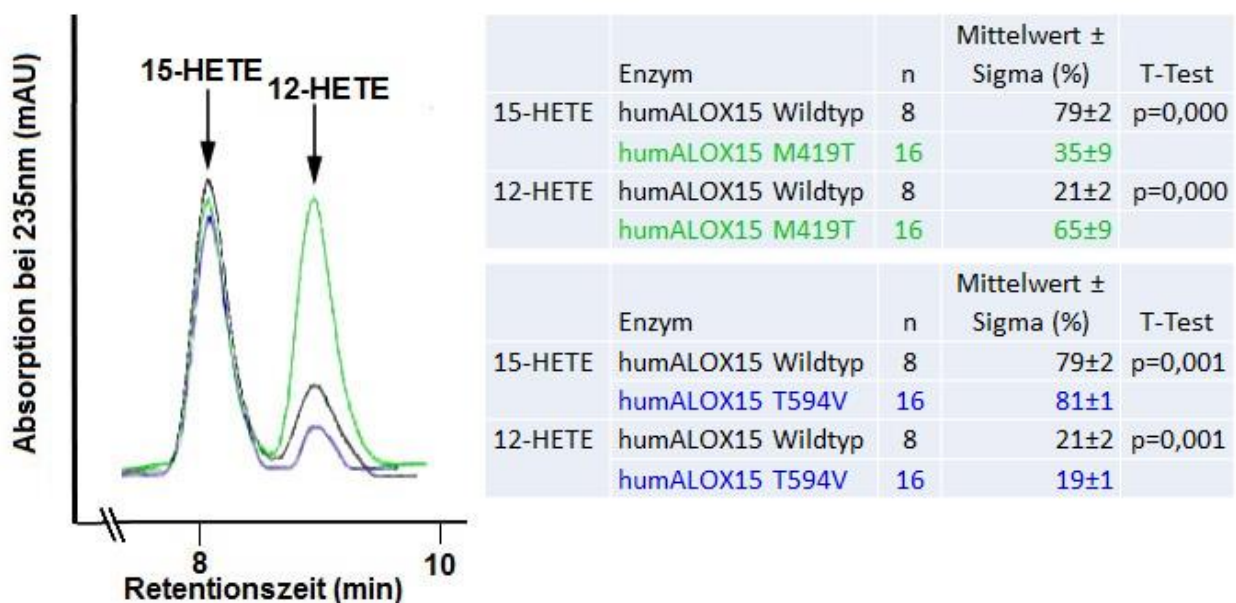 Absorption bei 235nm (mAU)
15-HETE
12-HETE
8
10
Retentionszeit (min)
Enzym n Mittelwert ± Sigma (%) T-Test
15-HETE humALOX15 Wildtyp 8 79±2 p=0,000
humALOX15 M419T 16 35±9
12-HETE humALOX15 Wildtyp 8 21±2 p=0,000
humALOX15 M419T 16 65±9
Enzym n Mittelwert ± Sigma (%) T-Test
15-HETE humALOX15 Wildtyp 8 79±2 p=0,001
humALOX15 T594V 16 81±1
12-HETE humALOX15 Wildtyp 8 21±2 p=0,001
humALOX15 T594V 16 19±1